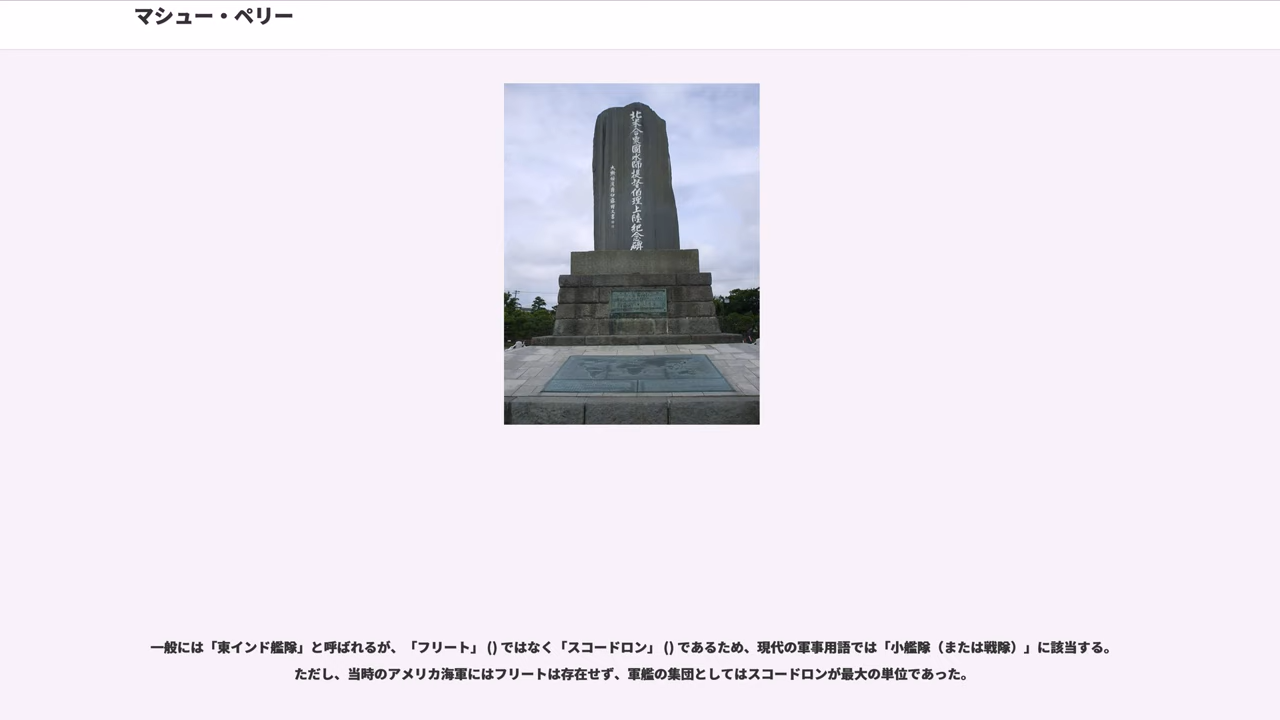 マシュー・ペリー
北米合衆國水師提督伯理上陸紀念碑
一般には「東インド艦隊」と呼ばれるが、「フリート」 () ではなく「スコードロン」 () であるため、現代の軍事用語では「小艦隊（または戦隊）」に該当する。
ただし、当時のアメリカ海軍にはフリートは存在せず、軍艦の集団としてはスコードロンが最大の単位であった。